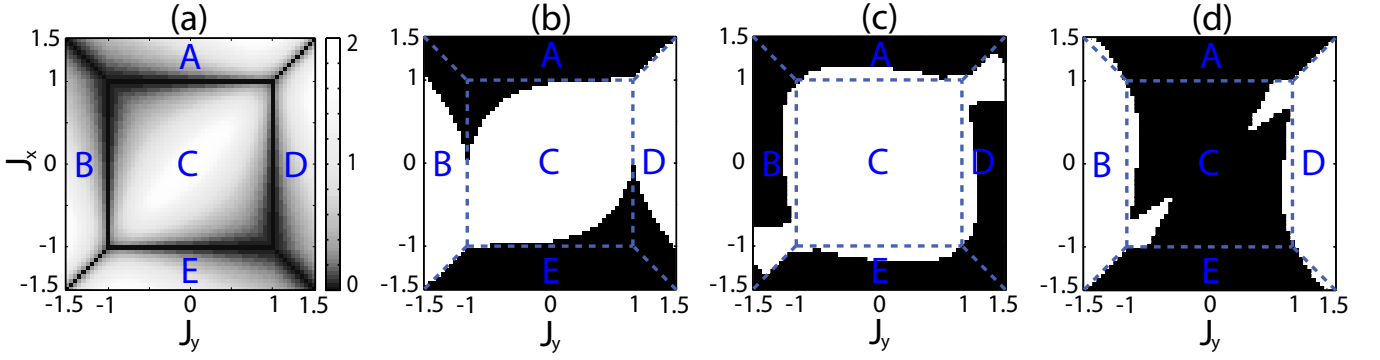 (a) (b) (c) (d)
1.5 2 1.5 1.5 1.5
A A A A
1 1 1 1
J_x 0 B C D 1 0 B C D 0 B C D 0 B C D
-1 -1 -1 -1
E E E E
-1.5 0 -1.5 -1.5 -1.5
-1.5 -1 0 1 1.5 -1.5 -1 0 1 1.5 -1.5 -1 0 1 1.5 -1.5 -1 0 1 1.5
J_y J_y J_y J_y